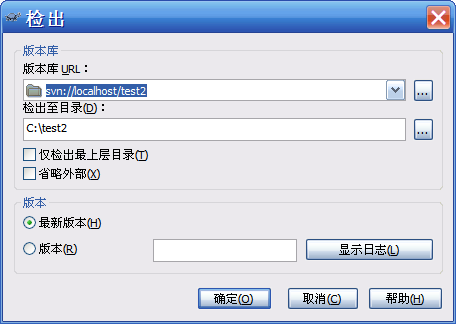 检出
版本库
版本库 URL：
svn://localhost/test2
...
检出至目录(D)：
C:\test2
...
仅检出最上层目录(T)
省略外部(X)
版本
最新版本(H)
版本(R)
显示日志(L)
确定(O) 取消(C) 帮助(H)